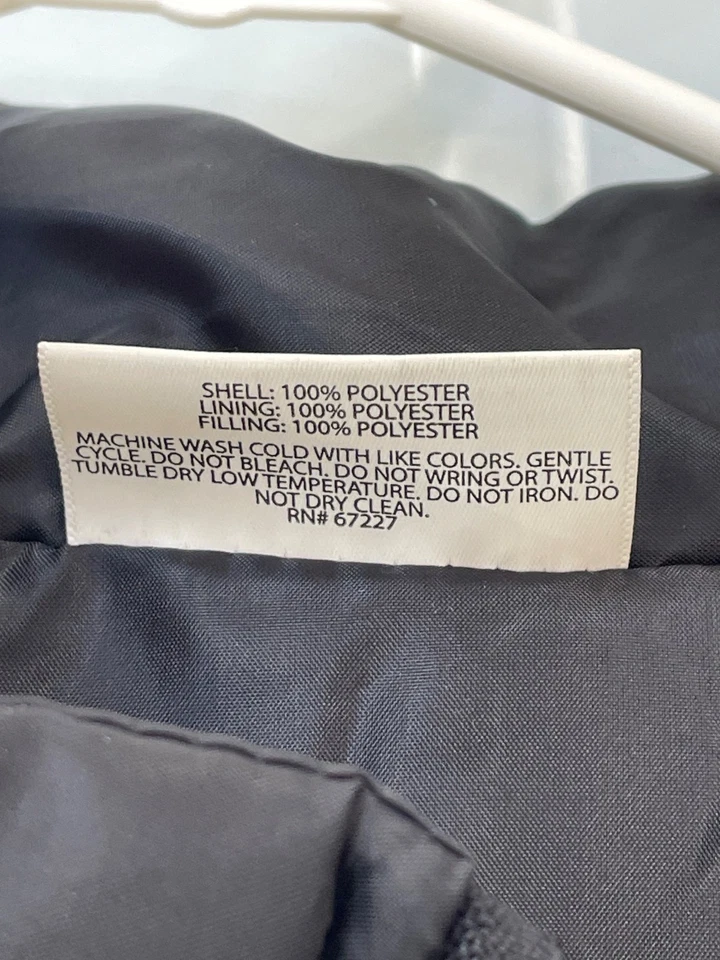 SHELL: 100% POLYESTER
LINING: 100% POLYESTER
FILLING: 100% POLYESTER
MACHINE WASH COLD WITH LIKE COLORS. GENTLE
CYCLE. DO NOT BLEACH. DO NOT WRING OR TWIST.
TUMBLE DRY LOW TEMPERATURE. DO NOT IRON. DO
NOT DRY CLEAN.
RN# 67227